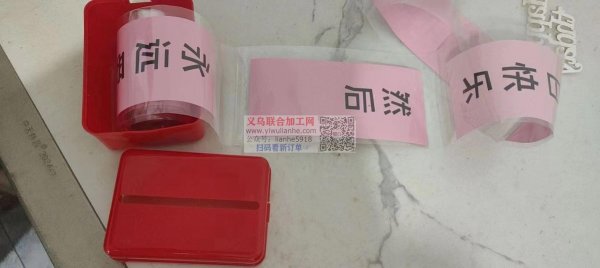 永远
然后
日快乐
义乌联合加工网
www.yiwulianhe.com
公众号：lianhe5918
扫码看新订单